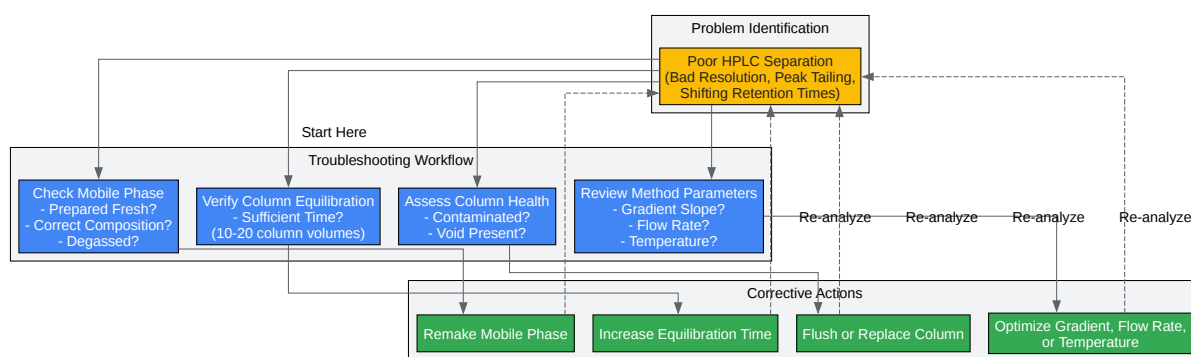 Problem Identification
Poor HPLC Separation
(Bad Resolution, Peak Tailing,
Shifting Retention Times)
Start Here
Troubleshooting Workflow
Check Mobile Phase
- Prepared Fresh?
- Correct Composition?
- Degassed?
Verify Column Equilibration
- Sufficient Time?
(10-20 column volumes)
Assess Column Health
- Contaminated?
- Void Present?
Review Method Parameters
- Gradient Slope?
- Flow Rate?
- Temperature?
Re-analyze
Re-analyze
Re-analyze
Re-analyze
Corrective Actions
Remake Mobile Phase
Increase Equilibration Time
Flush or Replace Column
Optimize Gradient, Flow Rate,
or Temperature